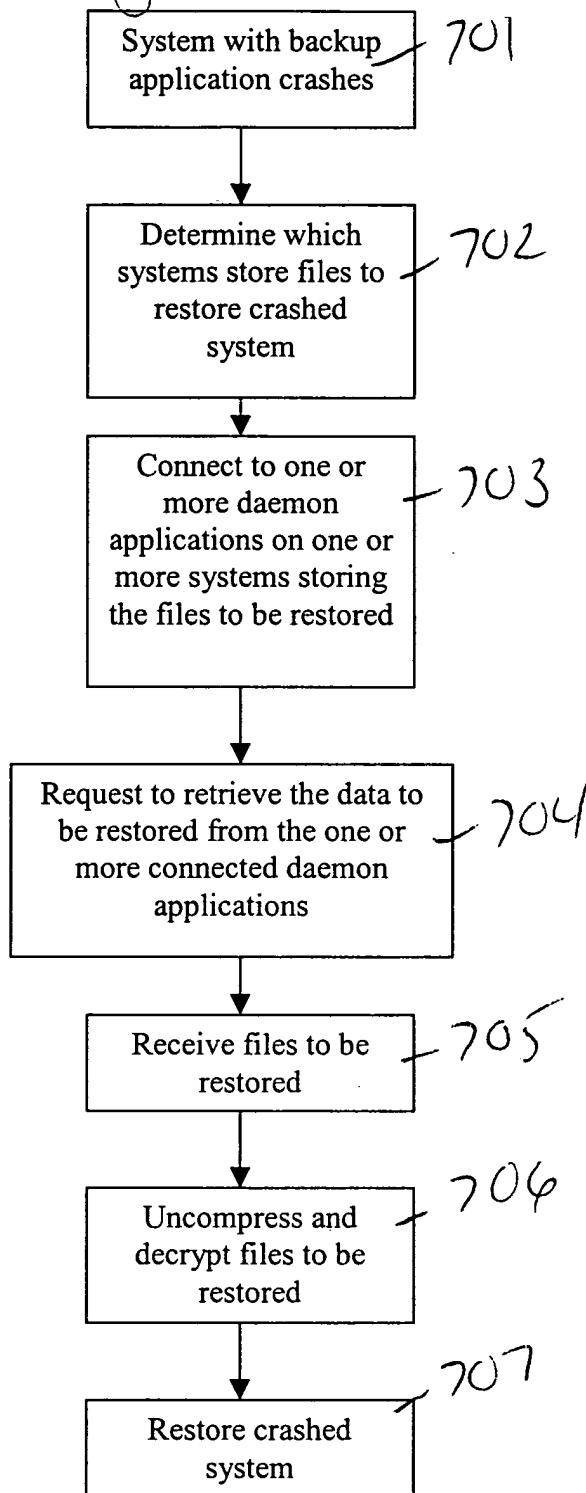 System with backup
application crashes
701
Determine which
systems store files to
restore crashed
system
702
Connect to one or
more daemon
applications on one or
more systems storing
the files to be restored
703
Request to retrieve the data to
be restored from the one or
more connected daemon
applications
704
Receive files to be
restored
705
Uncompress and
decrypt files to be
restored
706
Restore crashed
system
707